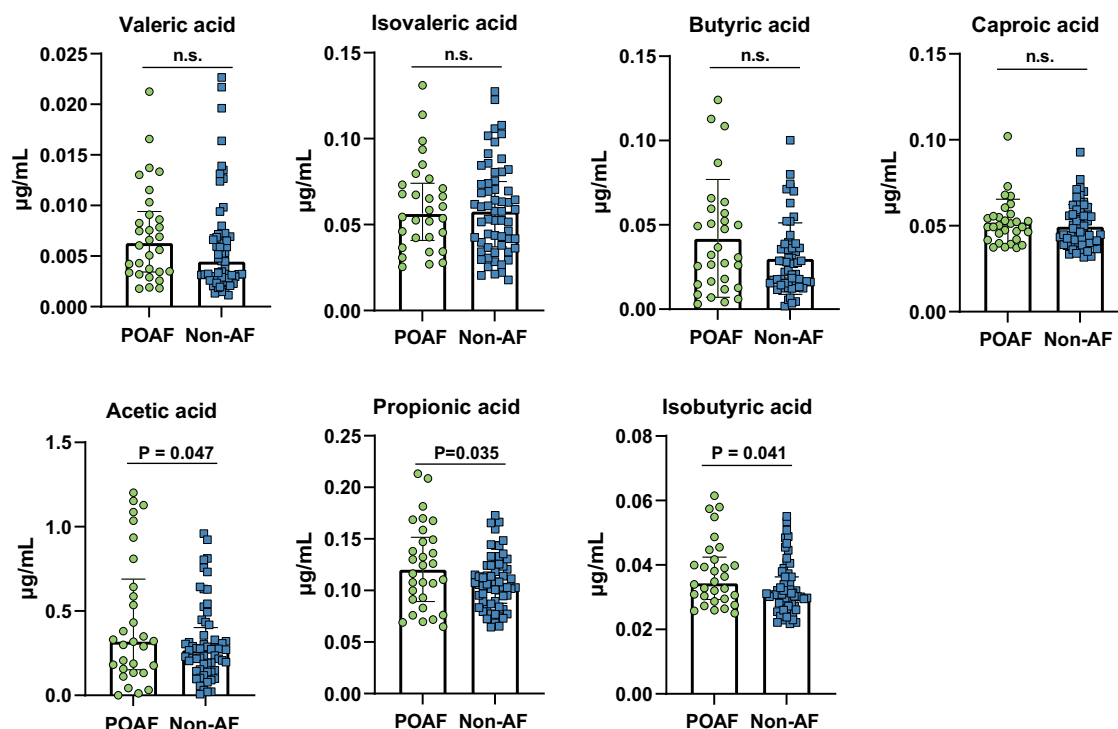 Valeric acid
n.s.
µg/mL
0.025
0.020
0.015
0.010
0.005
0.000
POAF Non-AF
Isovaleric acid
n.s.
µg/mL
0.15
0.10
0.05
0.00
POAF Non-AF
Butyric acid
n.s.
µg/mL
0.15
0.10
0.05
0.00
POAF Non-AF
Caproic acid
n.s.
µg/mL
0.15
0.10
0.05
0.00
POAF Non-AF
Acetic acid
P = 0.047
µg/mL
1.5
1.0
0.5
0.0
POAF Non-AF
Propionic acid
P=0.035
µg/mL
0.25
0.20
0.15
0.10
0.05
0.00
POAF Non-AF
Isobutyric acid
P = 0.041
µg/mL
0.08
0.06
0.04
0.02
0.00
POAF Non-AF